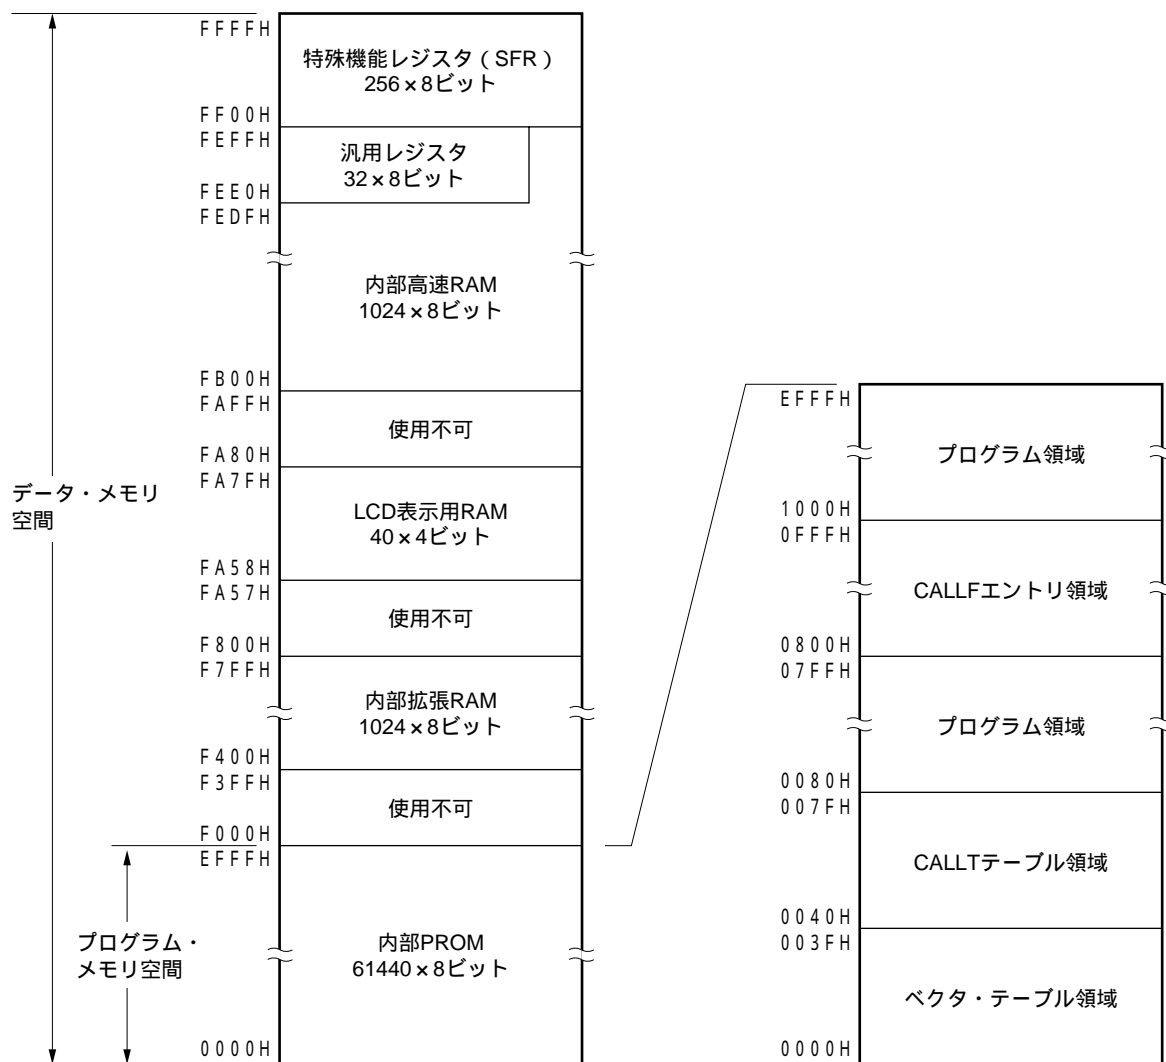 FFFFH
特殊機能レジスタ（SFR）
256×8ビット
FF00H
FEFFH
汎用レジスタ
32×8ビット
FEE0H
FEDFH
内部高速RAM
1024×8ビット
FB00H
FAFFH
使用不可
FA80H
FA7FH
データ・メモリ
空間
LCD表示用RAM
40×4ビット
FA58H
FA57H
使用不可
F800H
F7FFH
内部拡張RAM
1024×8ビット
F400H
F3FFH
使用不可
F000H
EFFFH
プログラム・
メモリ空間
内部PROM
61440×8ビット
0000H
EFFFH
プログラム領域
1000H
0FFFH
CALLFエントリ領域
0800H
07FFH
プログラム領域
0080H
007FH
CALLTテーブル領域
0040H
003FH
ベクタ・テーブル領域
0000H